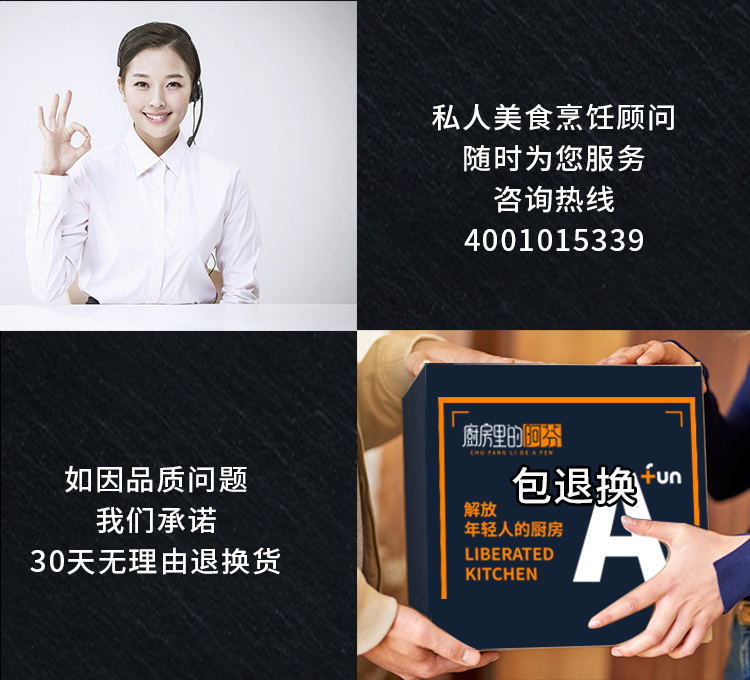 私人美食烹饪顾问
随时为您服务
咨询热线
4001015339
如因品质问题
我们承诺
30天无理由退换货
厨房里的阿芬
CHU FANG LI DE A FEN
fun
包退换
A
解放
年轻人的厨房
LIBERATED
KITCHEN